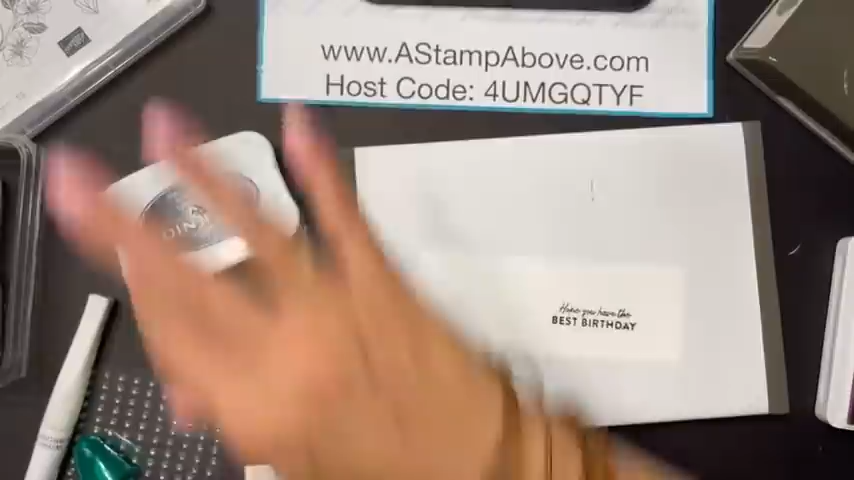 www.AStampAbove.com
Host Code: 4UMGQTYF
Hope you have the
BEST BIRTHDAY